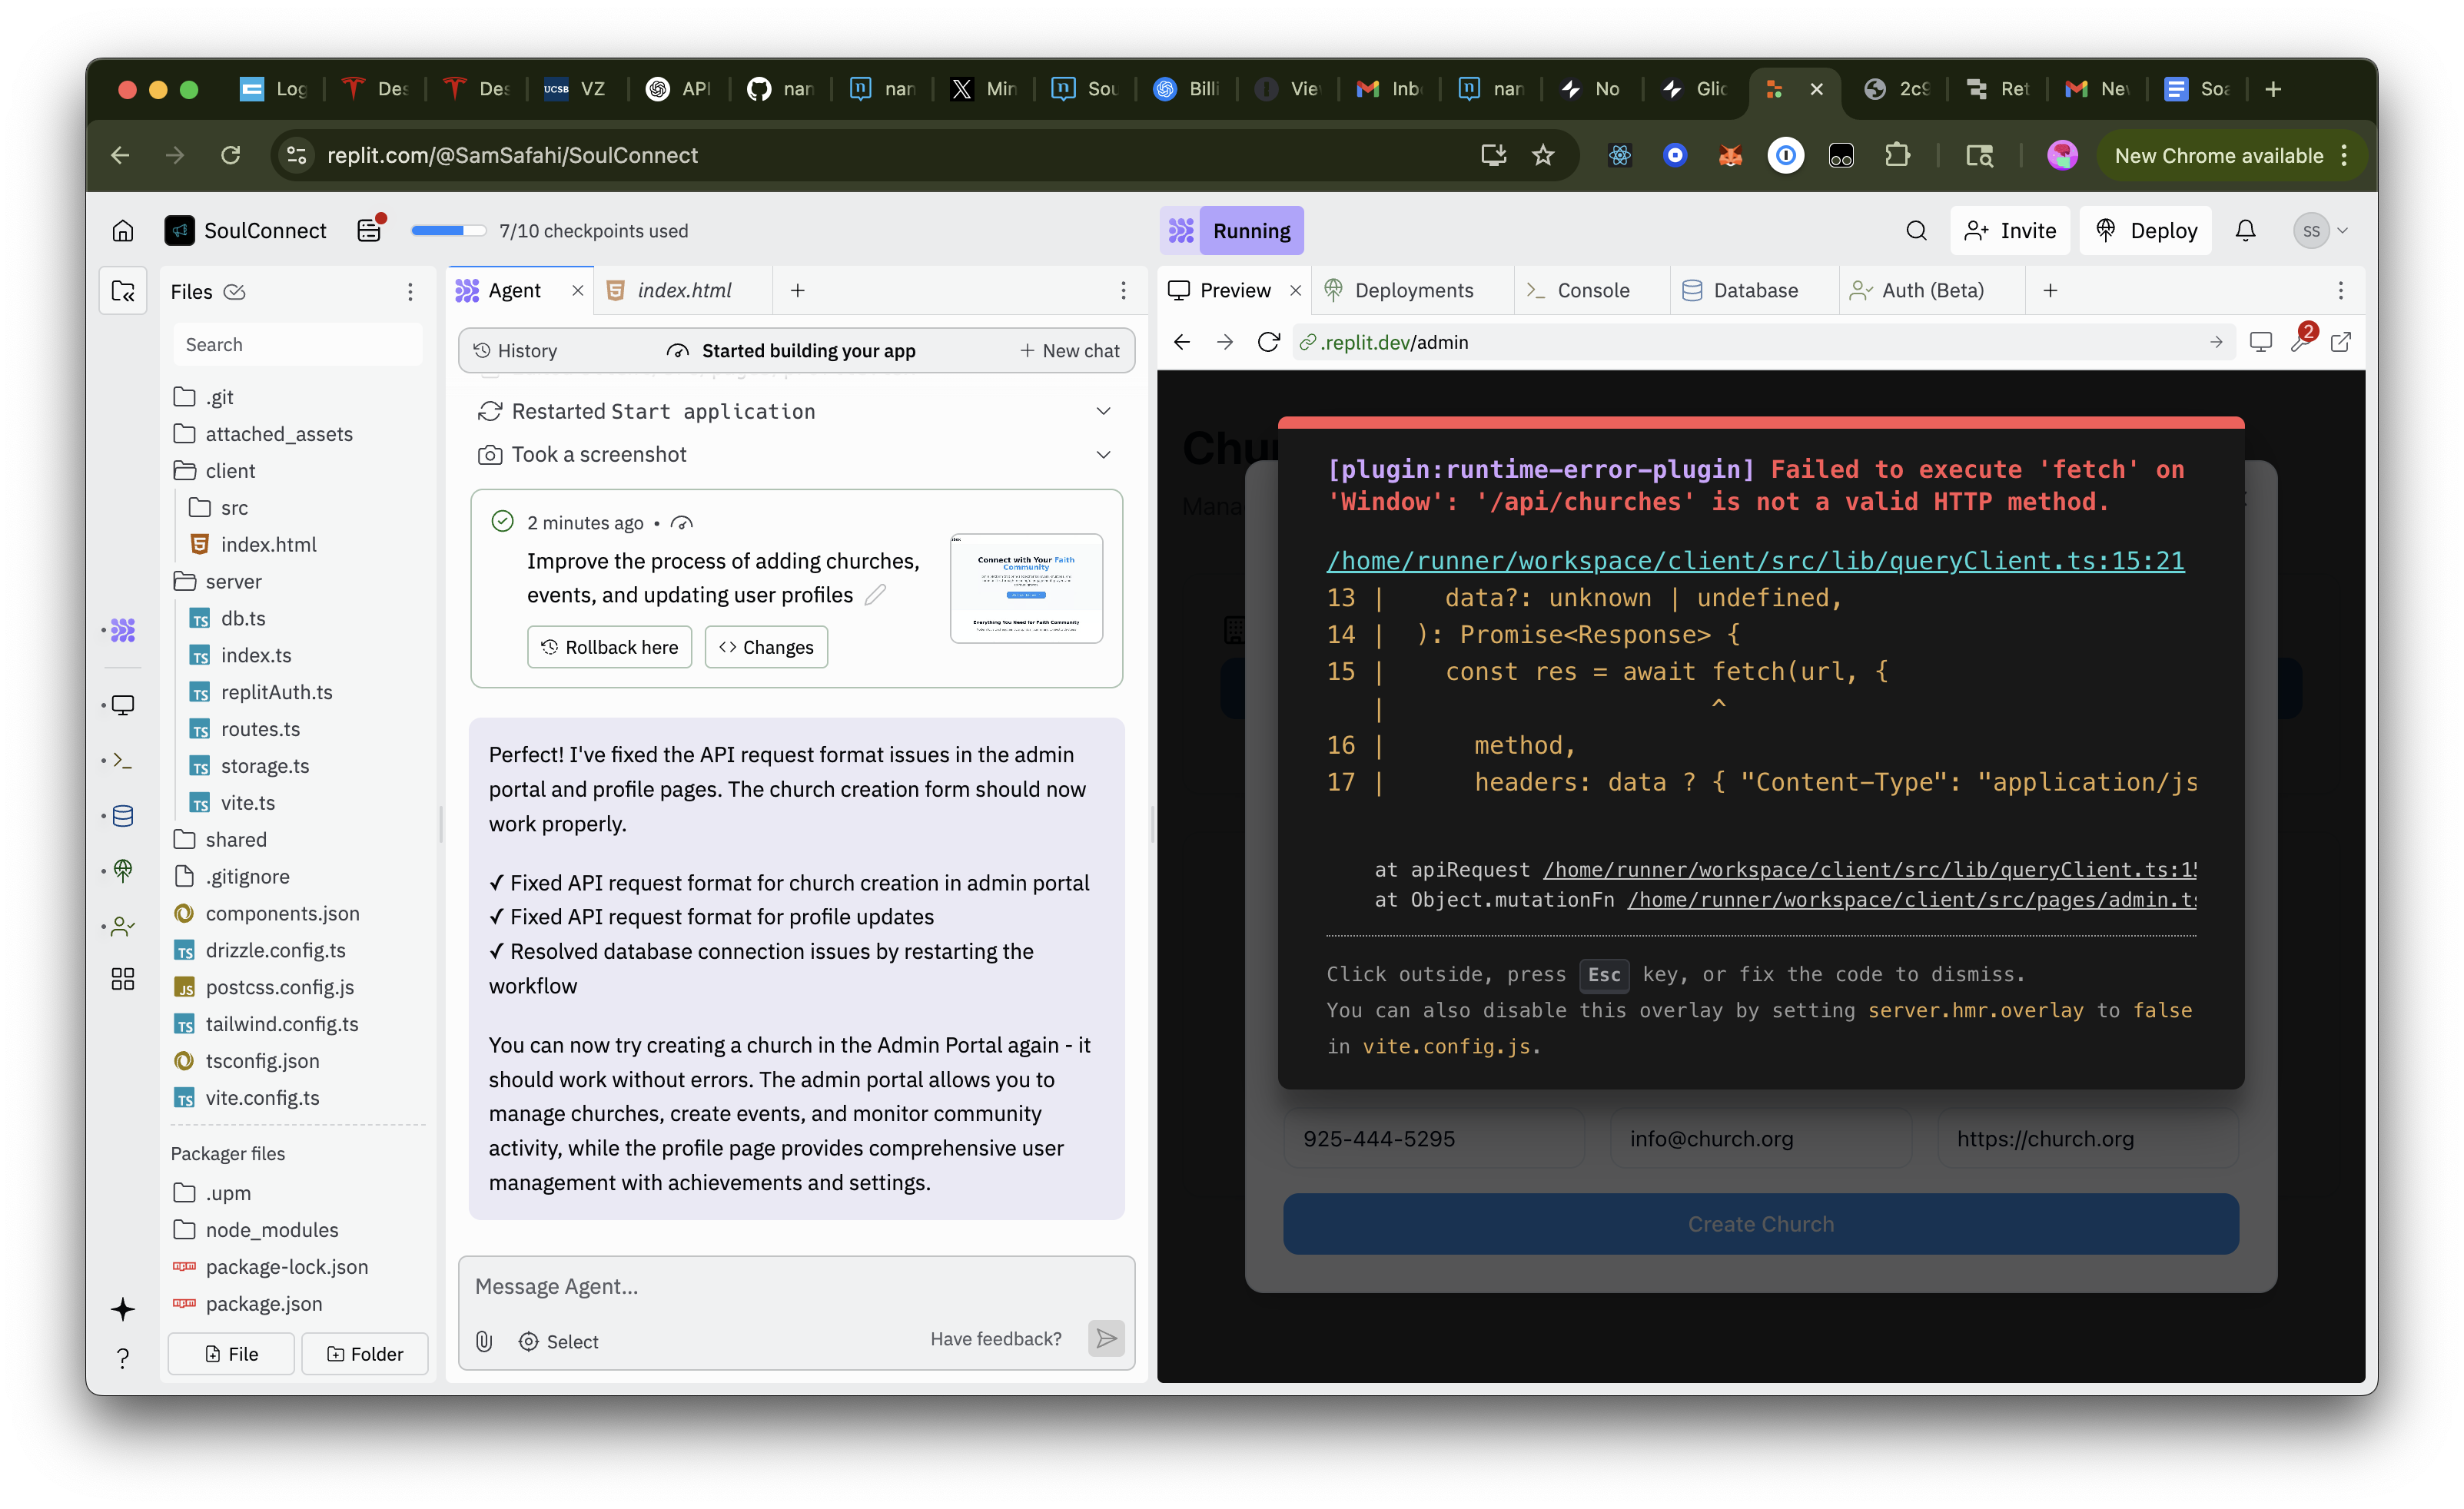 Log
Des
Des
UCSB VZ
API
nan
nan
Min
Sou
Billi
Vie
Inb
nan
No
Glic
2c9
Ret
Nev
Soa
replit.com/@SamSafahi/SoulConnect
New Chrome available
SoulConnect
7/10 checkpoints used
Running
Invite
Deploy
SS
Files
Search
.git
attached_assets
client
src
index.html
server
TS db.ts
TS index.ts
TS replitAuth.ts
TS routes.ts
TS storage.ts
TS vite.ts
shared
.gitignore
components.json
TS drizzle.config.ts
JS postcss.config.js
TS tailwind.config.ts
tsconfig.json
TS vite.config.ts
Packager files
.upm
node_modules
npm package-lock.json
npm package.json
File
Folder
Agent
index.html
History
Started building your app
New chat
Restarted Start application
Took a screenshot
2 minutes ago •
Improve the process of adding churches,
events, and updating user profiles
Rollback here
Changes
Connect with Your Faith
Community
Everything You Need for Faith Community
Perfect! I've fixed the API request format issues in the admin
portal and profile pages. The church creation form should now
work properly.
✓ Fixed API request format for church creation in admin portal
✓ Fixed API request format for profile updates
✓ Resolved database connection issues by restarting the
workflow
You can now try creating a church in the Admin Portal again - it
should work without errors. The admin portal allows you to
manage churches, create events, and monitor community
activity, while the profile page provides comprehensive user
management with achievements and settings.
Message Agent...
Select
Have feedback?
Preview
Deployments
Console
Database
Auth (Beta)
.replit.dev/admin
2
Chur
Mana
[plugin:runtime-error-plugin] Failed to execute 'fetch' on
'Window': '/api/churches' is not a valid HTTP method.
/home/runner/workspace/client/src/lib/queryClient.ts:15:21
13 | data?: unknown | undefined,
14 | ): Promise<Response> {
15 | const res = await fetch(url, {
| ^
16 | method,
17 | headers: data ? { "Content-Type": "application/js
at apiRequest /home/runner/workspace/client/src/lib/queryClient.ts:15
at Object.mutationFn /home/runner/workspace/client/src/pages/admin.ts
Click outside, press Esc key, or fix the code to dismiss.
You can also disable this overlay by setting server.hmr.overlay to false
in vite.config.js.
925-444-5295
info@church.org
https://church.org
Create Church